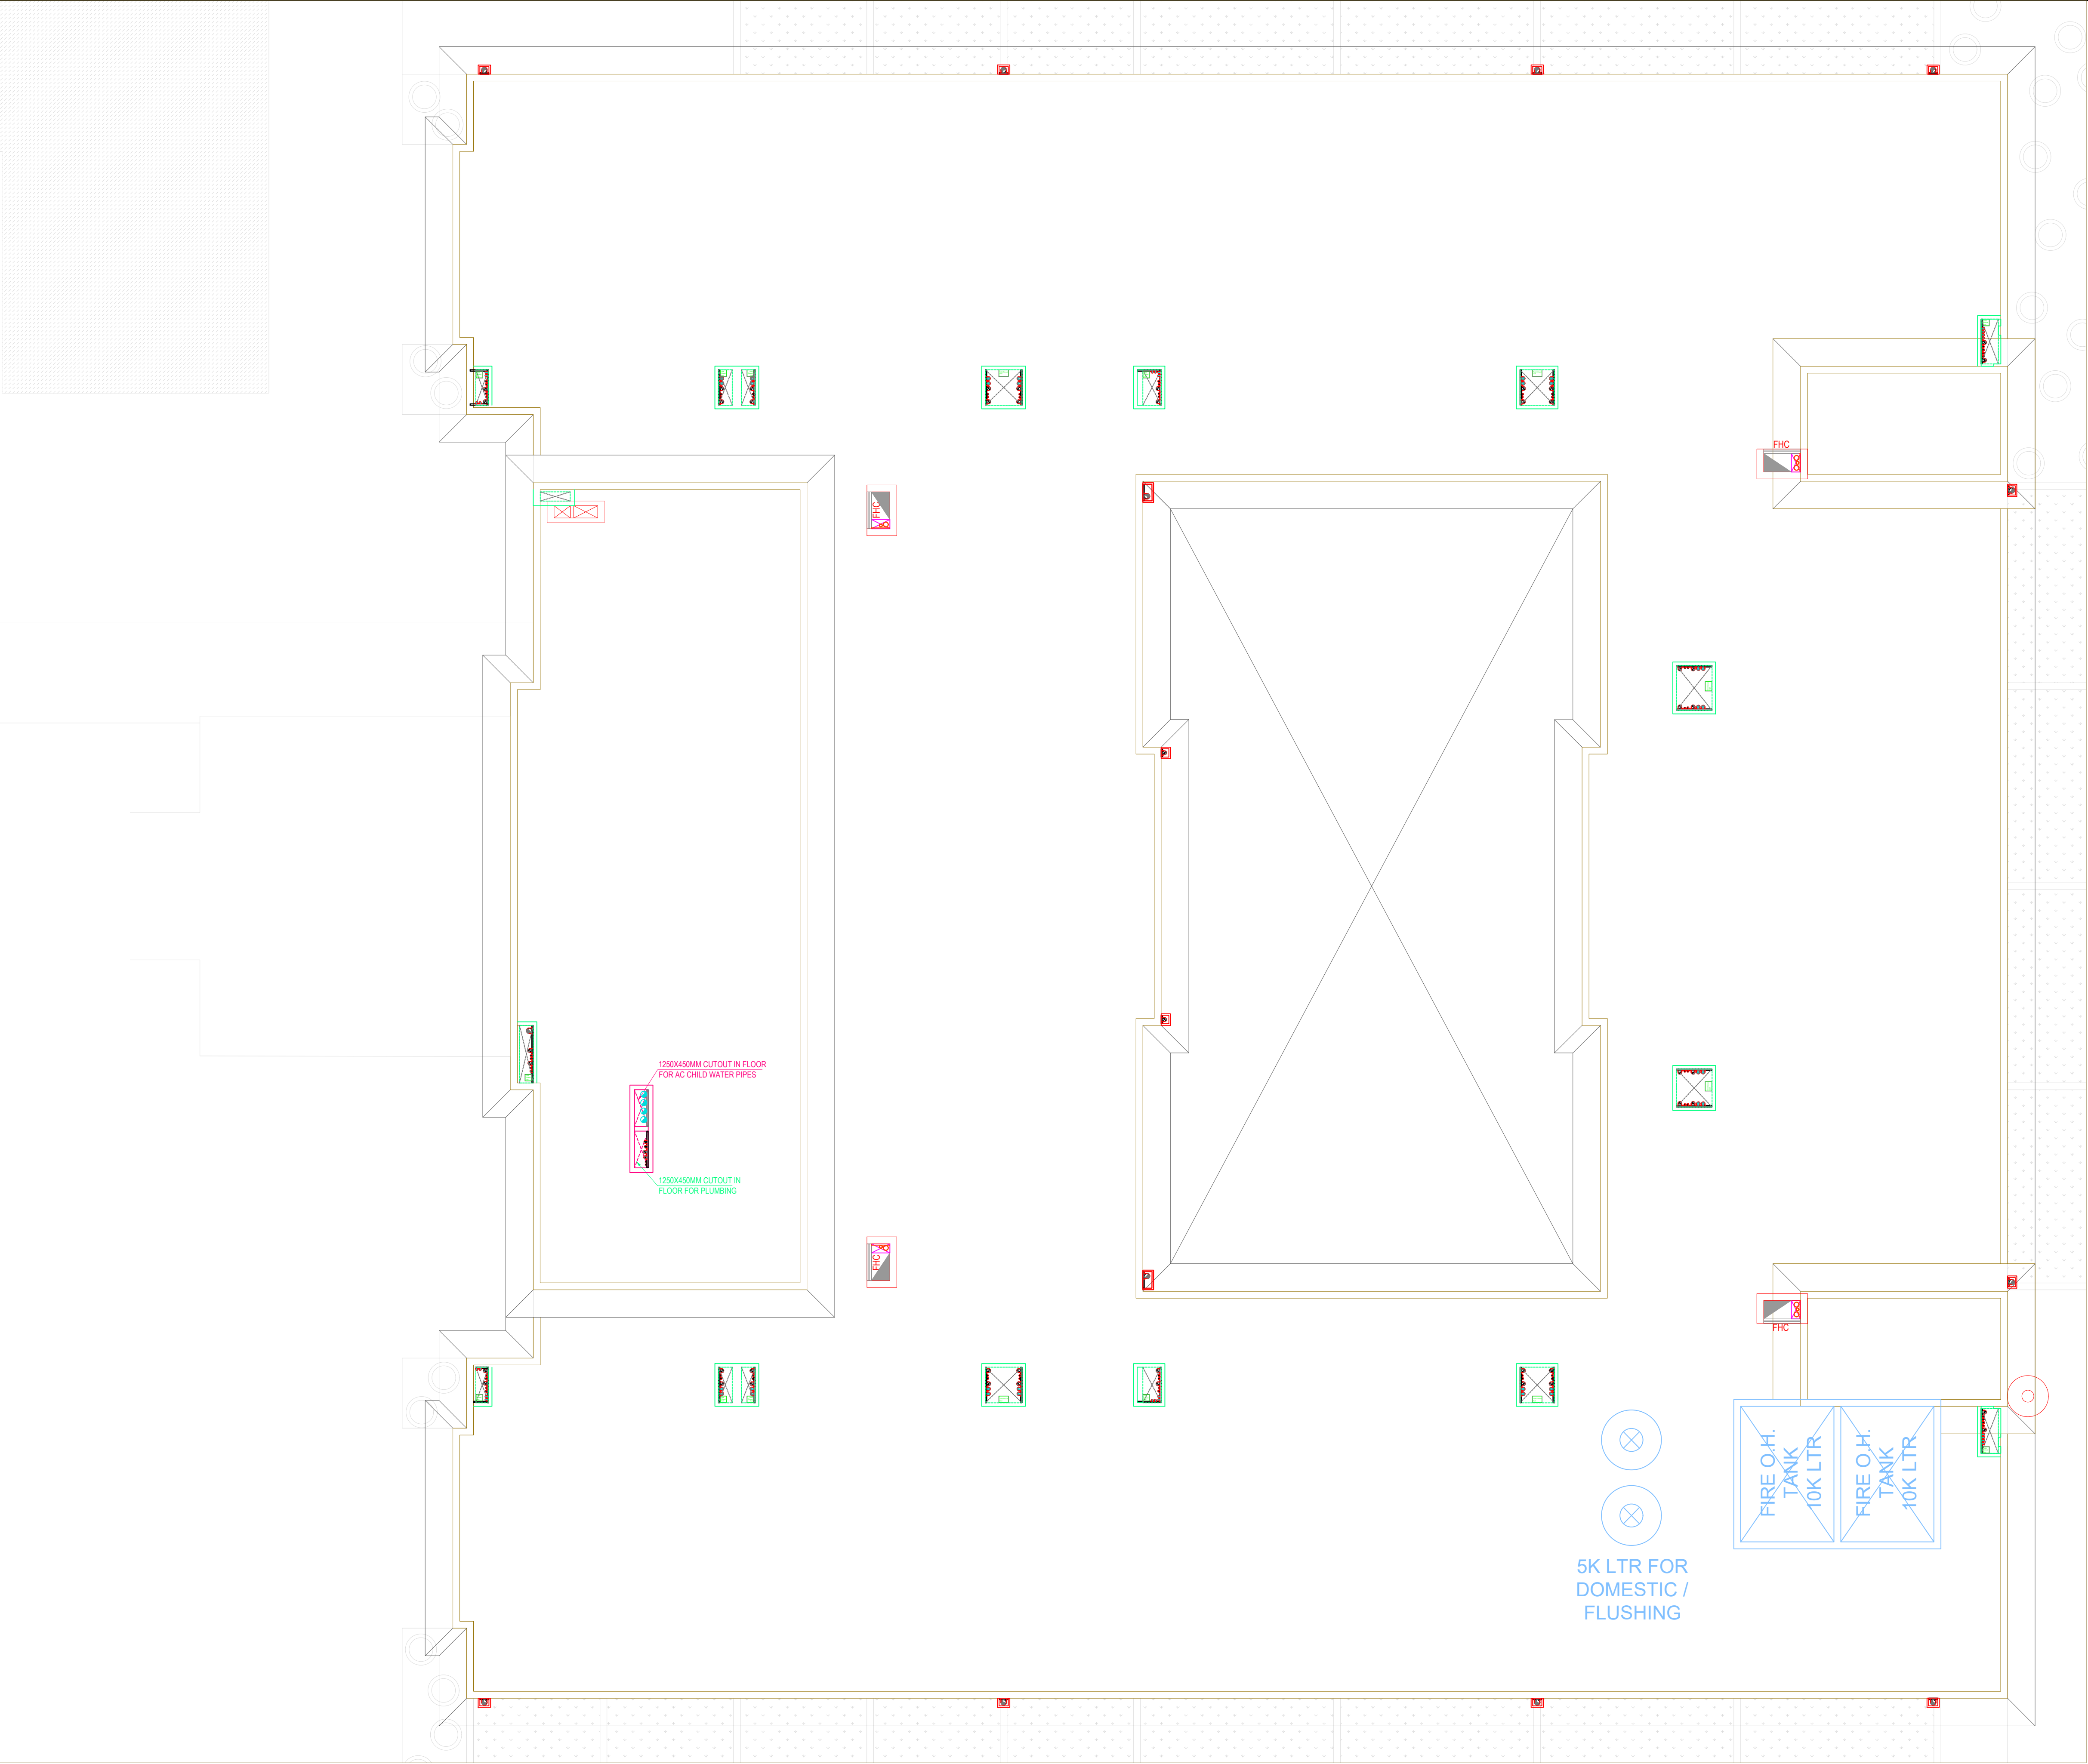 FHC
FHC
1250X450MM CUTOUT IN FLOOR
FOR AC CHILD WATER PIPES
1250X450MM CUTOUT IN
FLOOR FOR PLUMBING
FHC
FHC
FIRE O.H.
TANK
10K LTR
FIRE O.H.
TANK
10K LTR
5K LTR FOR
DOMESTIC /
FLUSHING